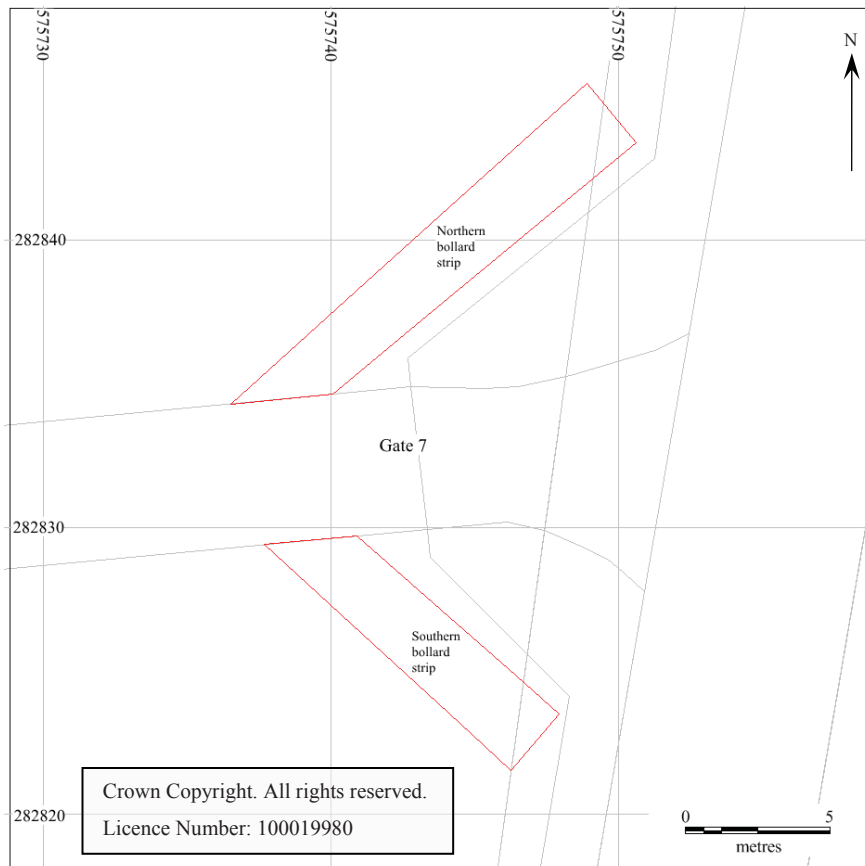 575730
575740
575750
N
282840
Northern
bollard
strip
Gate 7
282830
Southern
bollard
strip
Crown Copyright. All rights reserved.
Licence Number: 100019980
282820
0 5
metres